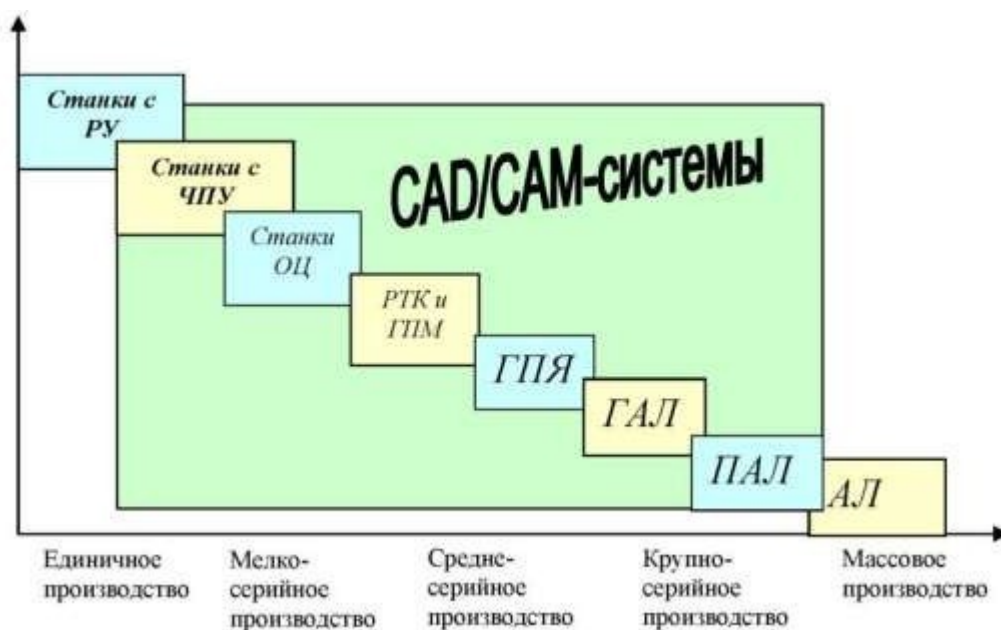 Станки с
РУ
Станки с
ЧПУ
CAD/CAM-системы
Станки
ОЦ
РТК и
ГПМ
ГПЯ
ГАЛ
ПАЛ
АЛ
Единичное
производство
Мелко-
серийное
производство
Средне-
серийное
производство
Крупно-
серийное
производство
Массовое
производство